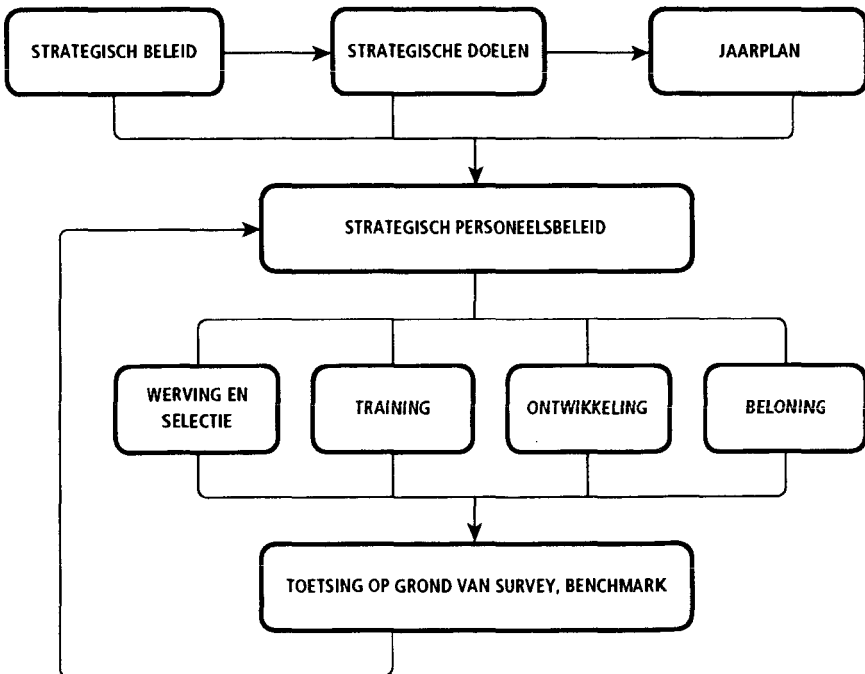 STRATEGISCH BELEID
STRATEGISCHE DOELEN
JAARPLAN
STRATEGISCH PERSONEELSBELEID
WERVING EN
SELECTIE
TRAINING
ONTWIKKELING
BELONING
TOETSING OP GROND VAN SURVEY, BENCHMARK